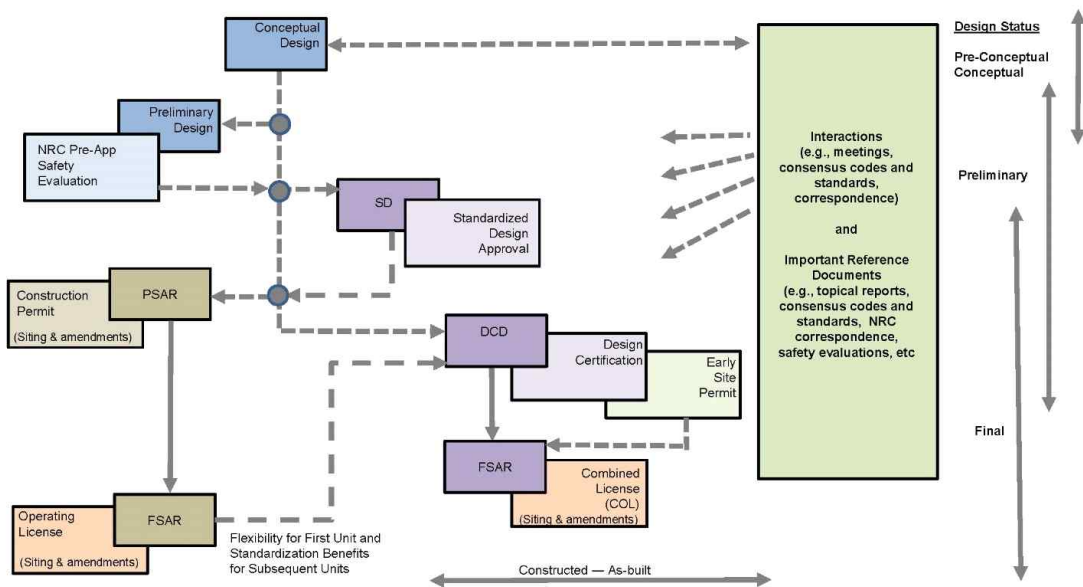 Conceptual
Design
Design Status
Pre-Conceptual
Conceptual
Preliminary
Design
NRC Pre-App
Safety
Evaluation
Interactions
(e.g., meetings,
consensus codes and
standards,
correspondence)
and
Important Reference
Documents
(e.g., topical reports,
consensus codes and
standards, NRC
correspondence,
safety evaluations, etc
Preliminary
SD
Standardized
Design
Approval
Construction
Permit
(Siting & amendments)
PSAR
DCD
Design
Certification
Early
Site
Permit
Final
FSAR
Combined
License
(COL)
(Siting & amendments)
Operating
License
(Siting & amendments)
FSAR
Flexibility for First Unit and
Standardization Benefits
for Subsequent Units
Constructed — As-built